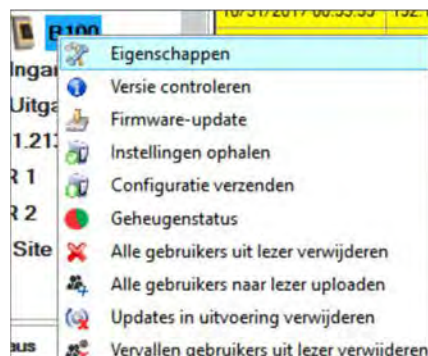 B100
Eigenschappen
Versie controleren
Firmware-update
Instellingen ophalen
Configuratie verzenden
Geheugenstatus
Site
Alle gebruikers uit lezer verwijderen
Alle gebruikers naar lezer uploaden
Updates in uitvoering verwijderen
Vervallen gebruikers uit lezer verwijderen